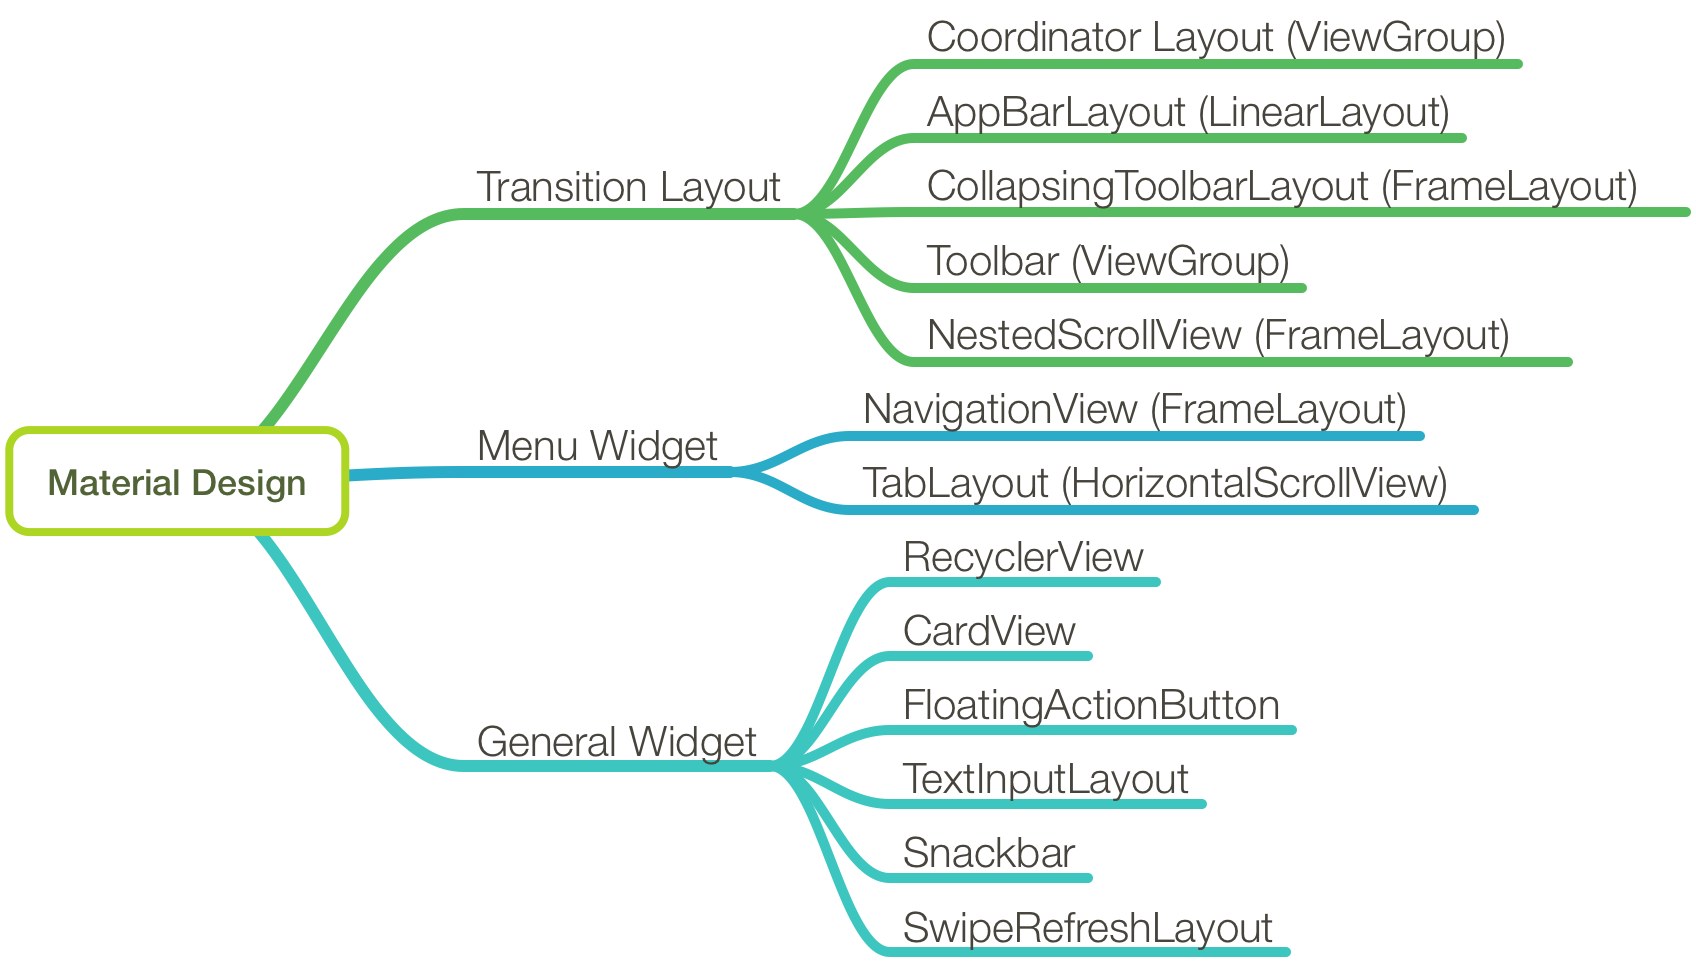 Material Design
Transition Layout
Coordinator Layout (ViewGroup)
AppBarLayout (LinearLayout)
CollapsingToolbarLayout (FrameLayout)
Toolbar (ViewGroup)
NestedScrollView (FrameLayout)
Menu Widget
NavigationView (FrameLayout)
TabLayout (HorizontalScrollView)
General Widget
RecyclerView
CardView
FloatingActionButton
TextInputLayout
Snackbar
SwipeRefreshLayout